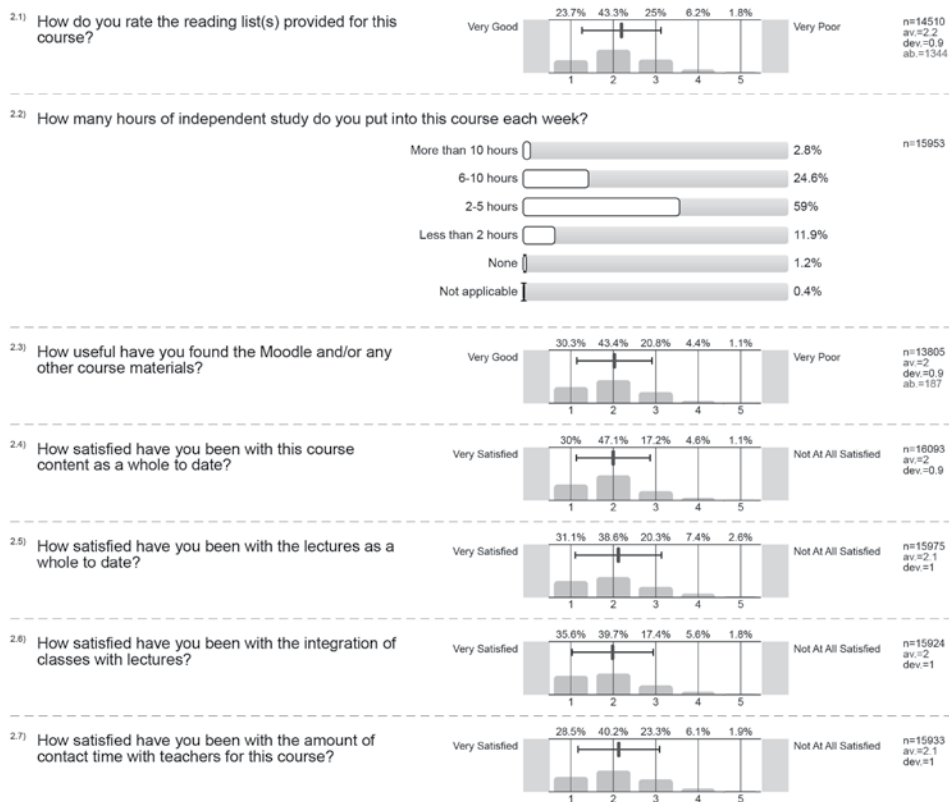 2.1) How do you rate the reading list(s) provided for this
course?
Very Good
23.7% 43.3% 25% 6.2% 1.8%
1 2 3 4 5
Very Poor
n=14510
av.=2.2
dev.=0.9
ab.=1344
2.2) How many hours of independent study do you put into this course each week?
n=15953
More than 10 hours 2.8%
6-10 hours 24.6%
2-5 hours 59%
Less than 2 hours 11.9%
None 1.2%
Not applicable 0.4%
2.3) How useful have you found the Moodle and/or any
other course materials?
Very Good
30.3% 43.4% 20.8% 4.4% 1.1%
1 2 3 4 5
Very Poor
n=13805
av.=2
dev.=0.9
ab.=187
2.4) How satisfied have you been with this course
content as a whole to date?
Very Satisfied
30% 47.1% 17.2% 4.6% 1.1%
1 2 3 4 5
Not At All Satisfied
n=16093
av.=2
dev.=0.9
2.5) How satisfied have you been with the lectures as a
whole to date?
Very Satisfied
31.1% 38.6% 20.3% 7.4% 2.6%
1 2 3 4 5
Not At All Satisfied
n=15975
av.=2.1
dev.=1
2.6) How satisfied have you been with the integration of
classes with lectures?
Very Satisfied
35.6% 39.7% 17.4% 5.6% 1.8%
1 2 3 4 5
Not At All Satisfied
n=15924
av.=2
dev.=1
2.7) How satisfied have you been with the amount of
contact time with teachers for this course?
Very Satisfied
28.5% 40.2% 23.3% 6.1% 1.9%
1 2 3 4 5
Not At All Satisfied
n=15933
av.=2.1
dev.=1